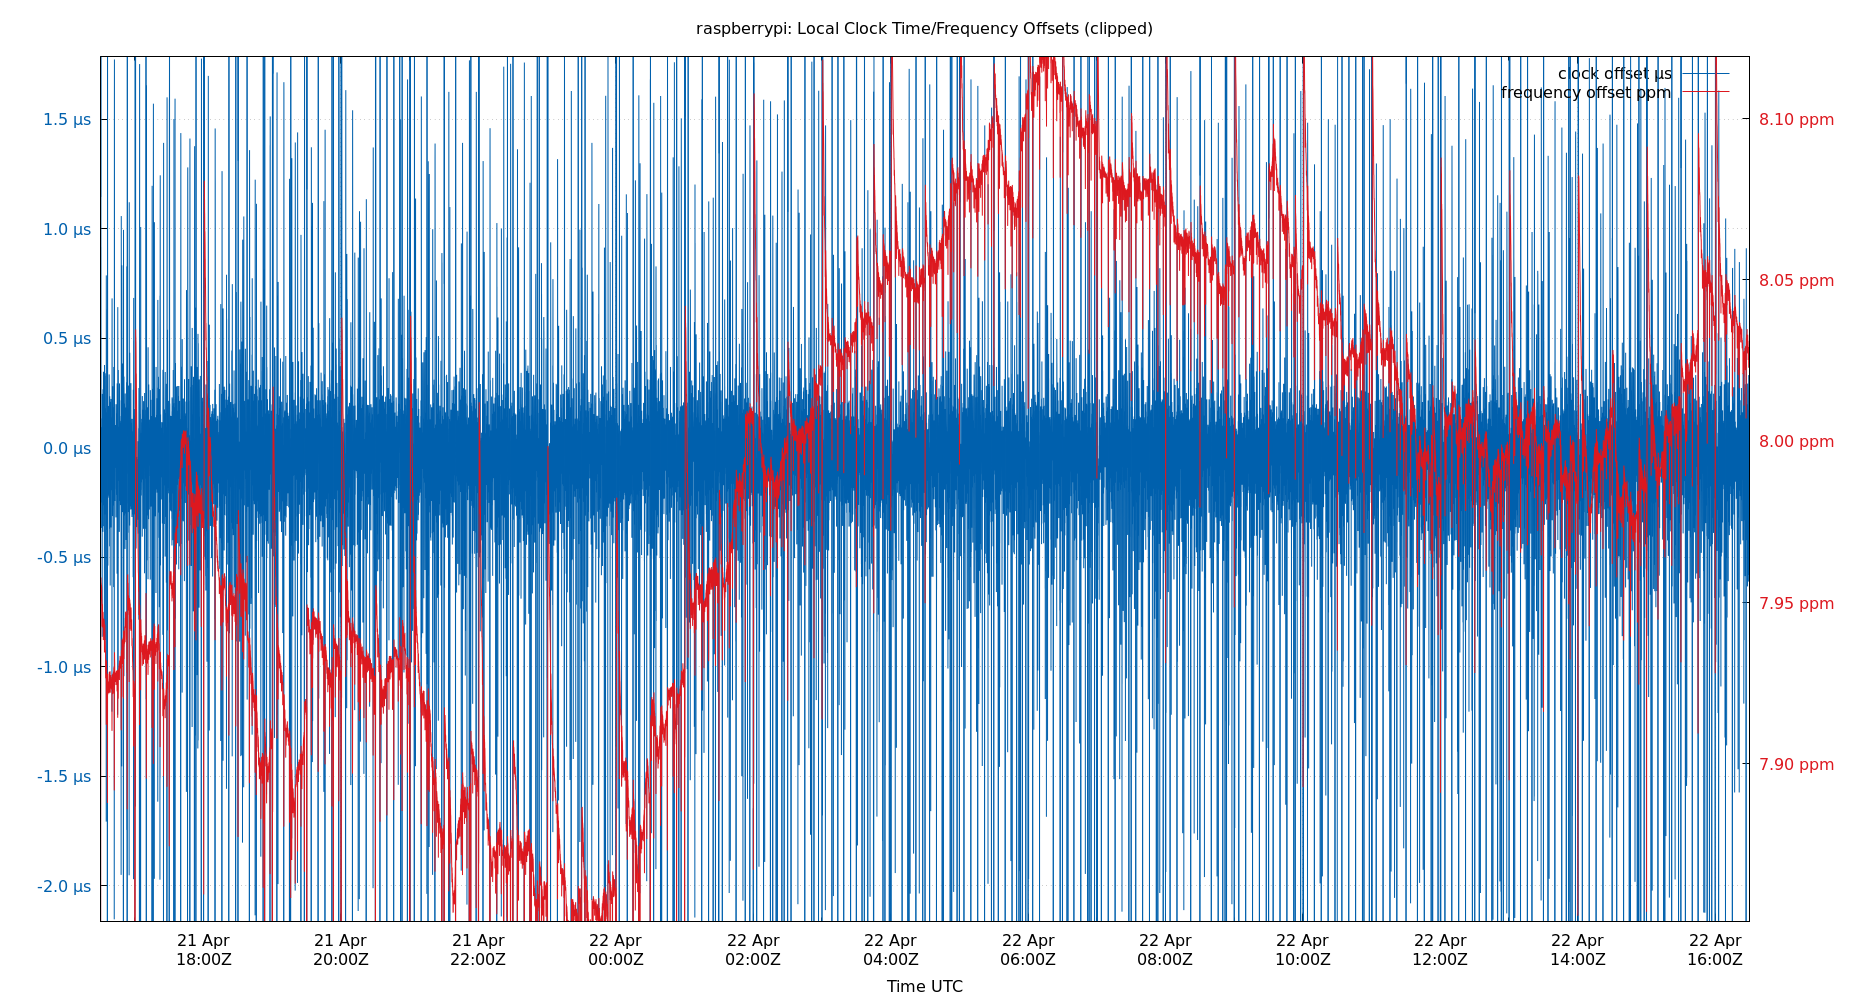 raspberrypi: Local Clock Time/Frequency Offsets (clipped)
clock offset µs
frequency offset ppm
1.5 µs
1.0 µs
0.5 µs
0.0 µs
-0.5 µs
-1.0 µs
-1.5 µs
-2.0 µs
8.10 ppm
8.05 ppm
8.00 ppm
7.95 ppm
7.90 ppm
21 Apr 21 Apr 21 Apr 22 Apr 22 Apr 22 Apr 22 Apr 22 Apr 22 Apr 22 Apr 22 Apr 22 Apr
18:00Z 20:00Z 22:00Z 00:00Z 02:00Z 04:00Z 06:00Z 08:00Z 10:00Z 12:00Z 14:00Z 16:00Z
Time UTC